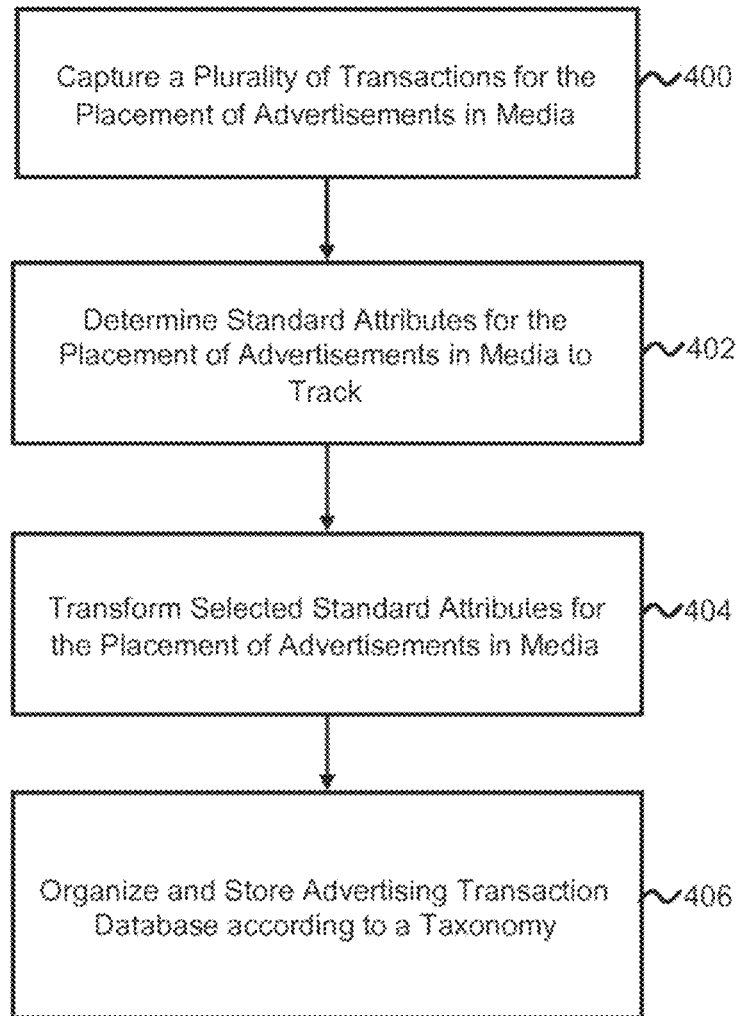 Capture a Plurality of Transactions for the
Placement of Advertisements in Media
400
Determine Standard Attributes for the
Placement of Advertisements in Media to
Track
402
Transform Selected Standard Attributes for
the Placement of Advertisements in Media
404
Organize and Store Advertising Transaction
Database according to a Taxonomy
406